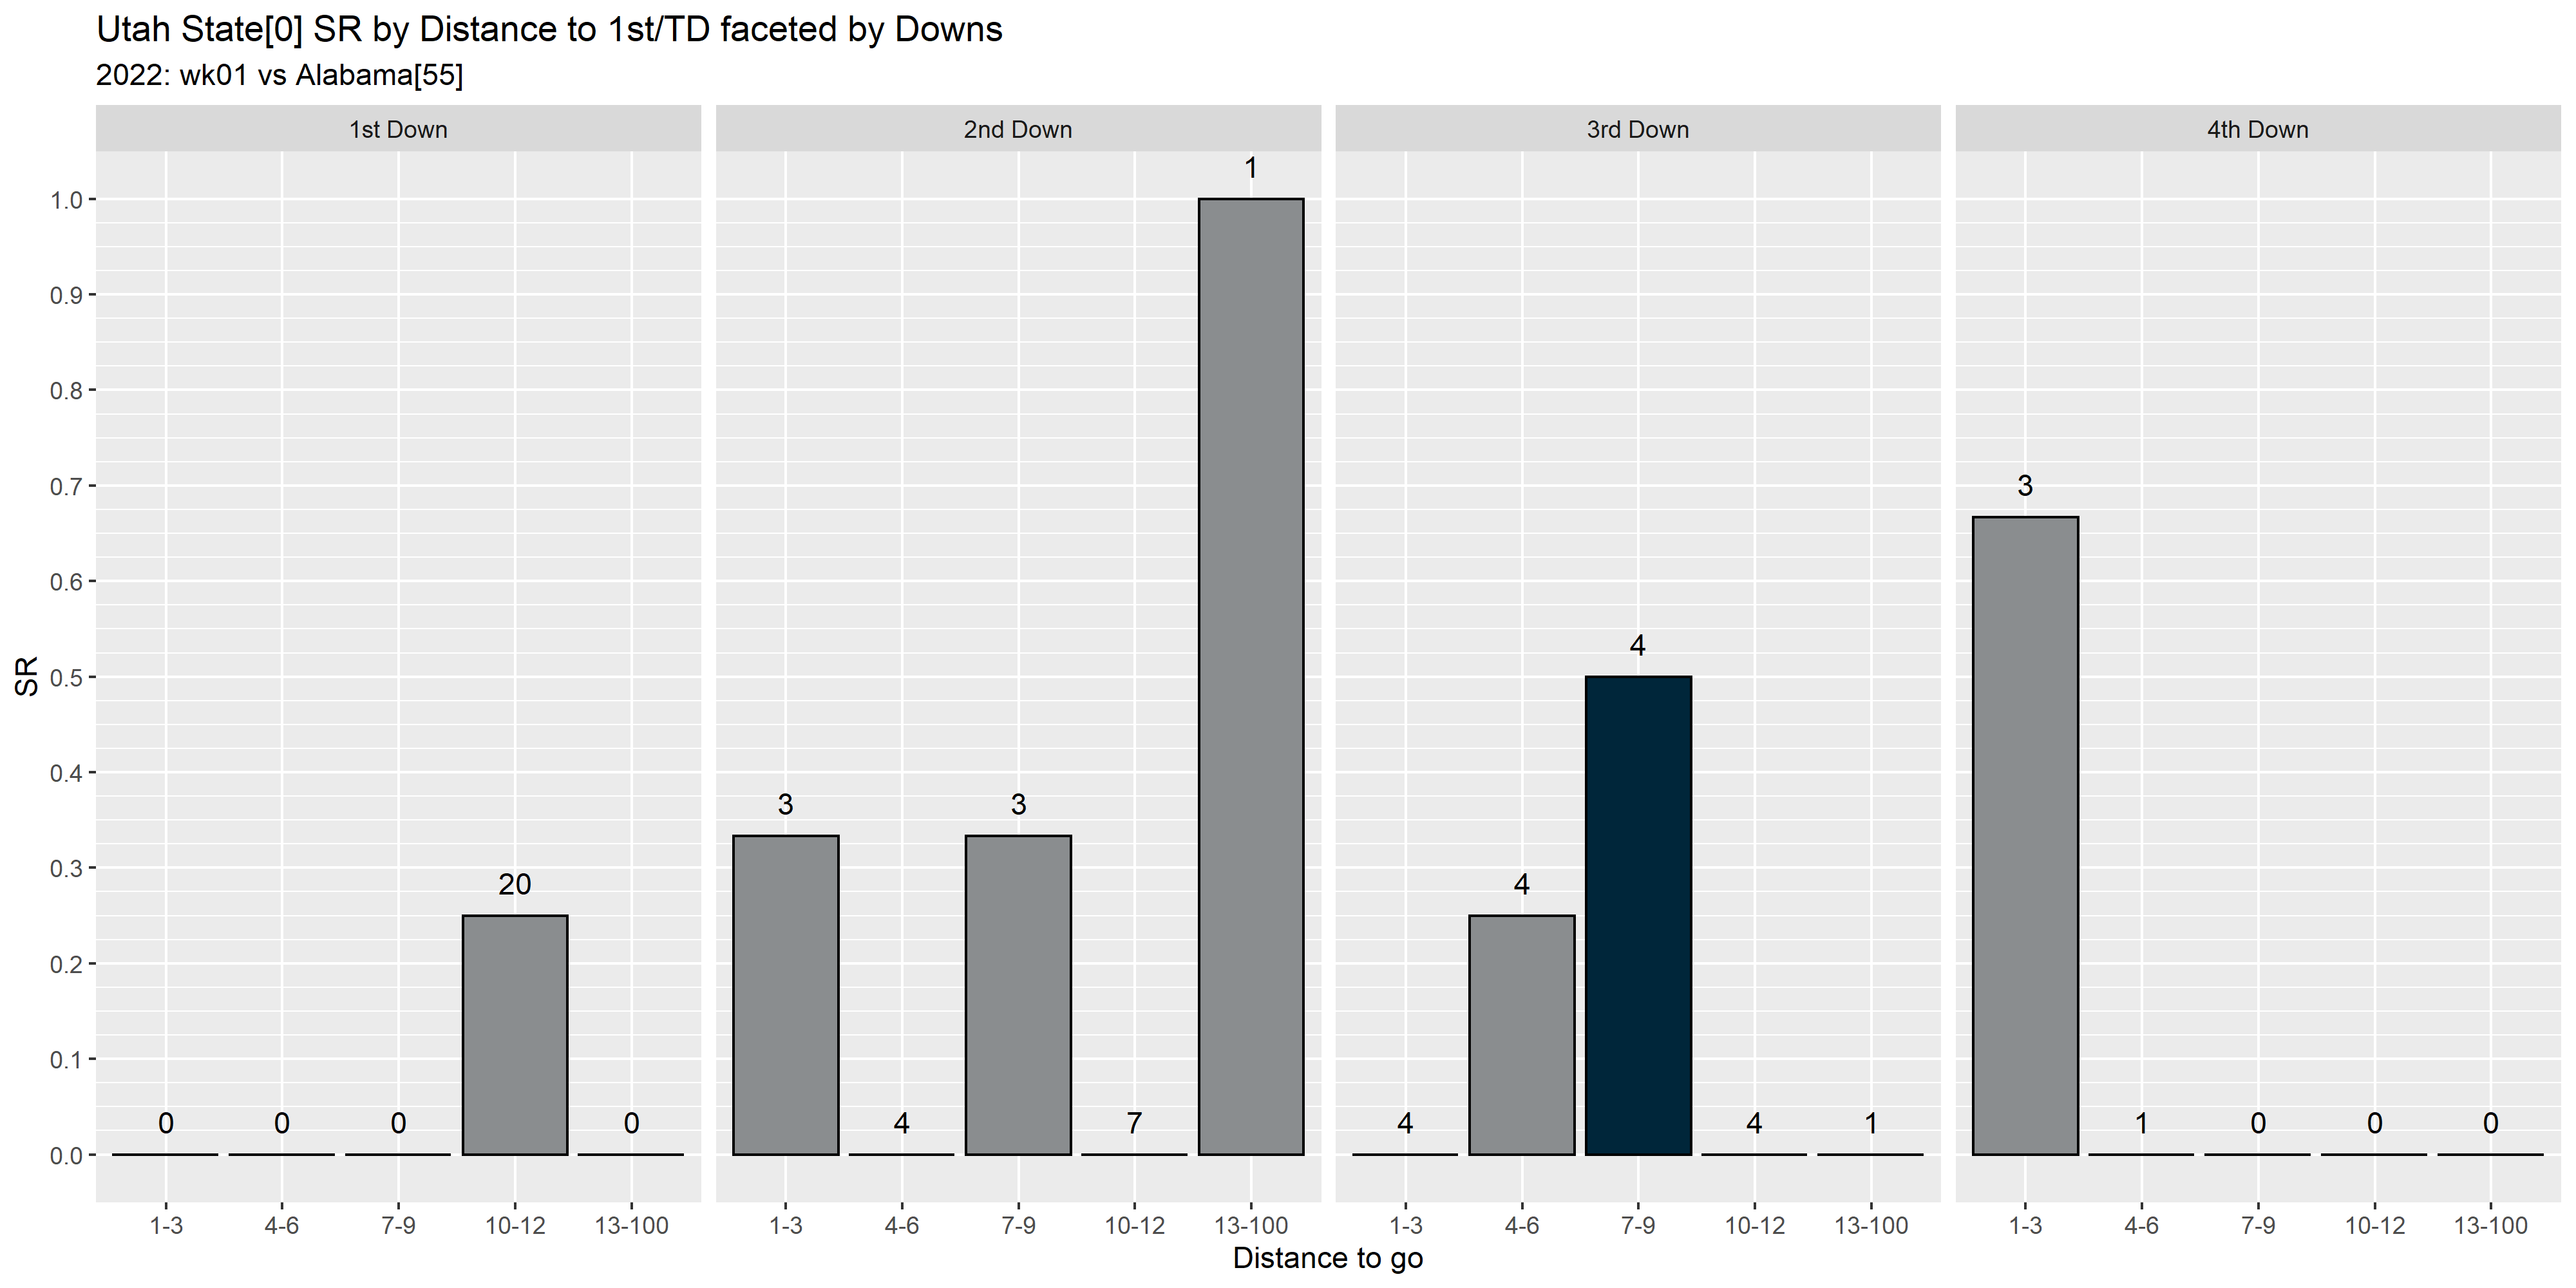 Utah State[0] SR by Distance to 1st/TD faceted by Downs
2022: wk01 vs Alabama[55]
1st Down 2nd Down 3rd Down 4th Down
SR
1.0
0.9
0.8
0.7
0.6
0.5
0.4
0.3
0.2
0.1
0.0
0 0 0 20 0
3 4 3 7 1
4 4 4 4 1
3 1 0 0 0
1-3 4-6 7-9 10-12 13-100 1-3 4-6 7-9 10-12 13-100 1-3 4-6 7-9 10-12 13-100 1-3 4-6 7-9 10-12 13-100
Distance to go